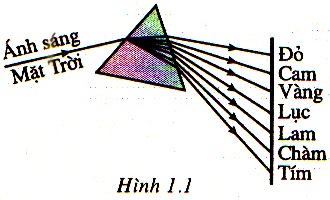 Ánh sáng
Mặt Trời
Đỏ
Cam
Vàng
Lục
Lam
Chàm
Tím
Hình 1.1